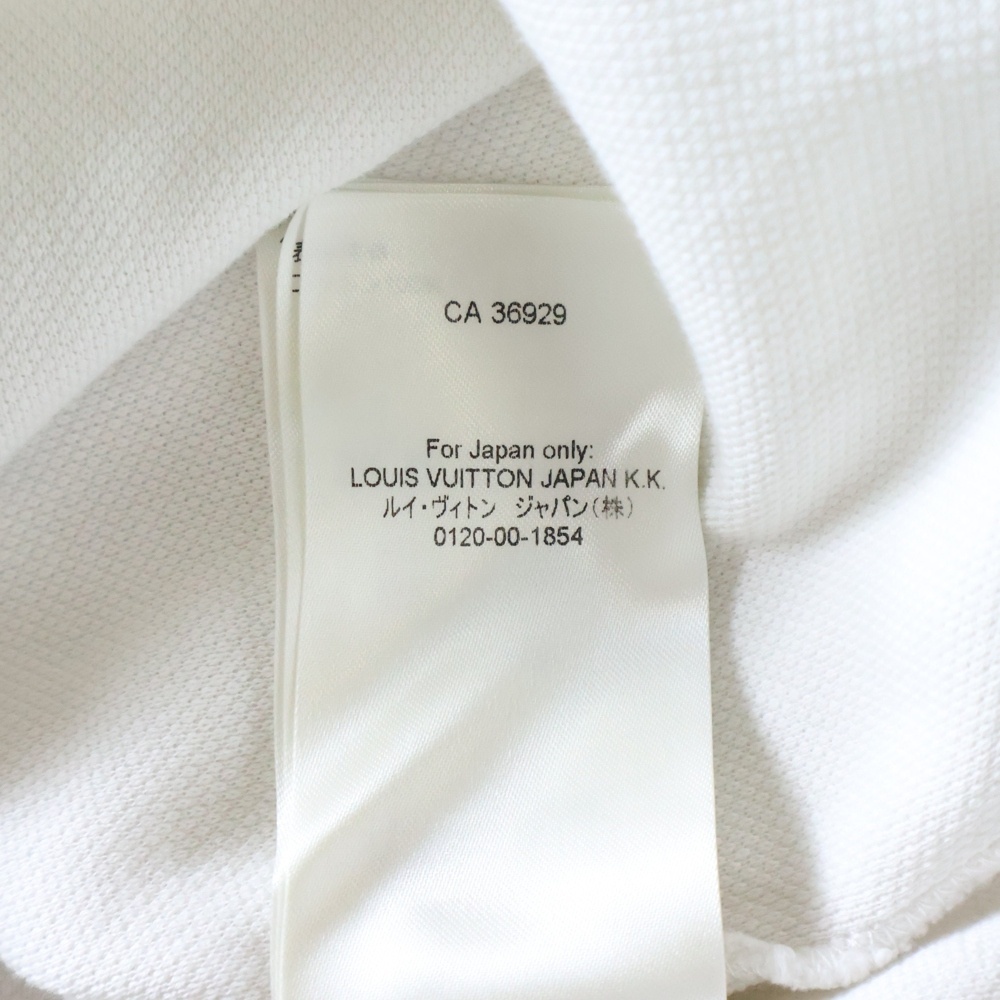 CA 36929
For Japan only:
LOUIS VUITTON JAPAN K.K.
ルイ・ヴィトン　ジャパン（株）
0120-00-1854